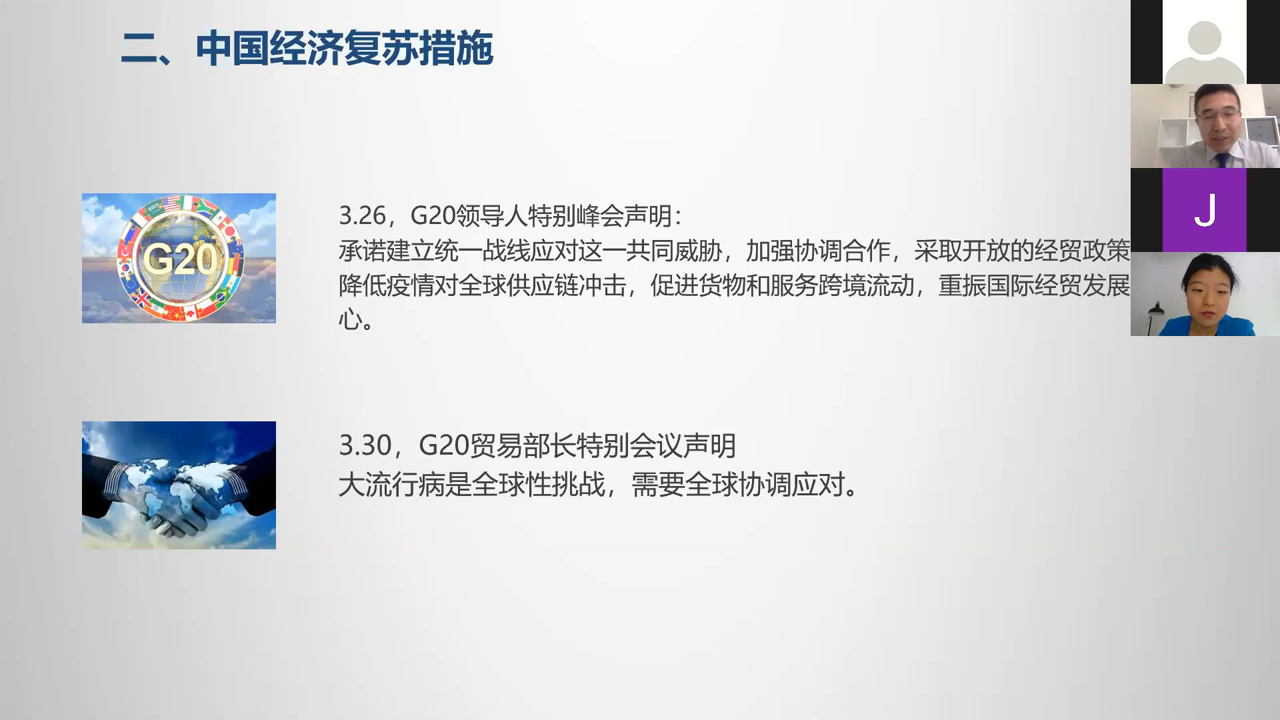 二、中国经济复苏措施
G20
3.26，G20领导人特别峰会声明：
承诺建立统一战线应对这一共同威胁，加强协调合作，采取开放的经贸政策
降低疫情对全球供应链冲击，促进货物和服务跨境流动，重振国际经贸发展
心。
3.30，G20贸易部长特别会议声明
大流行病是全球性挑战，需要全球协调应对。
J